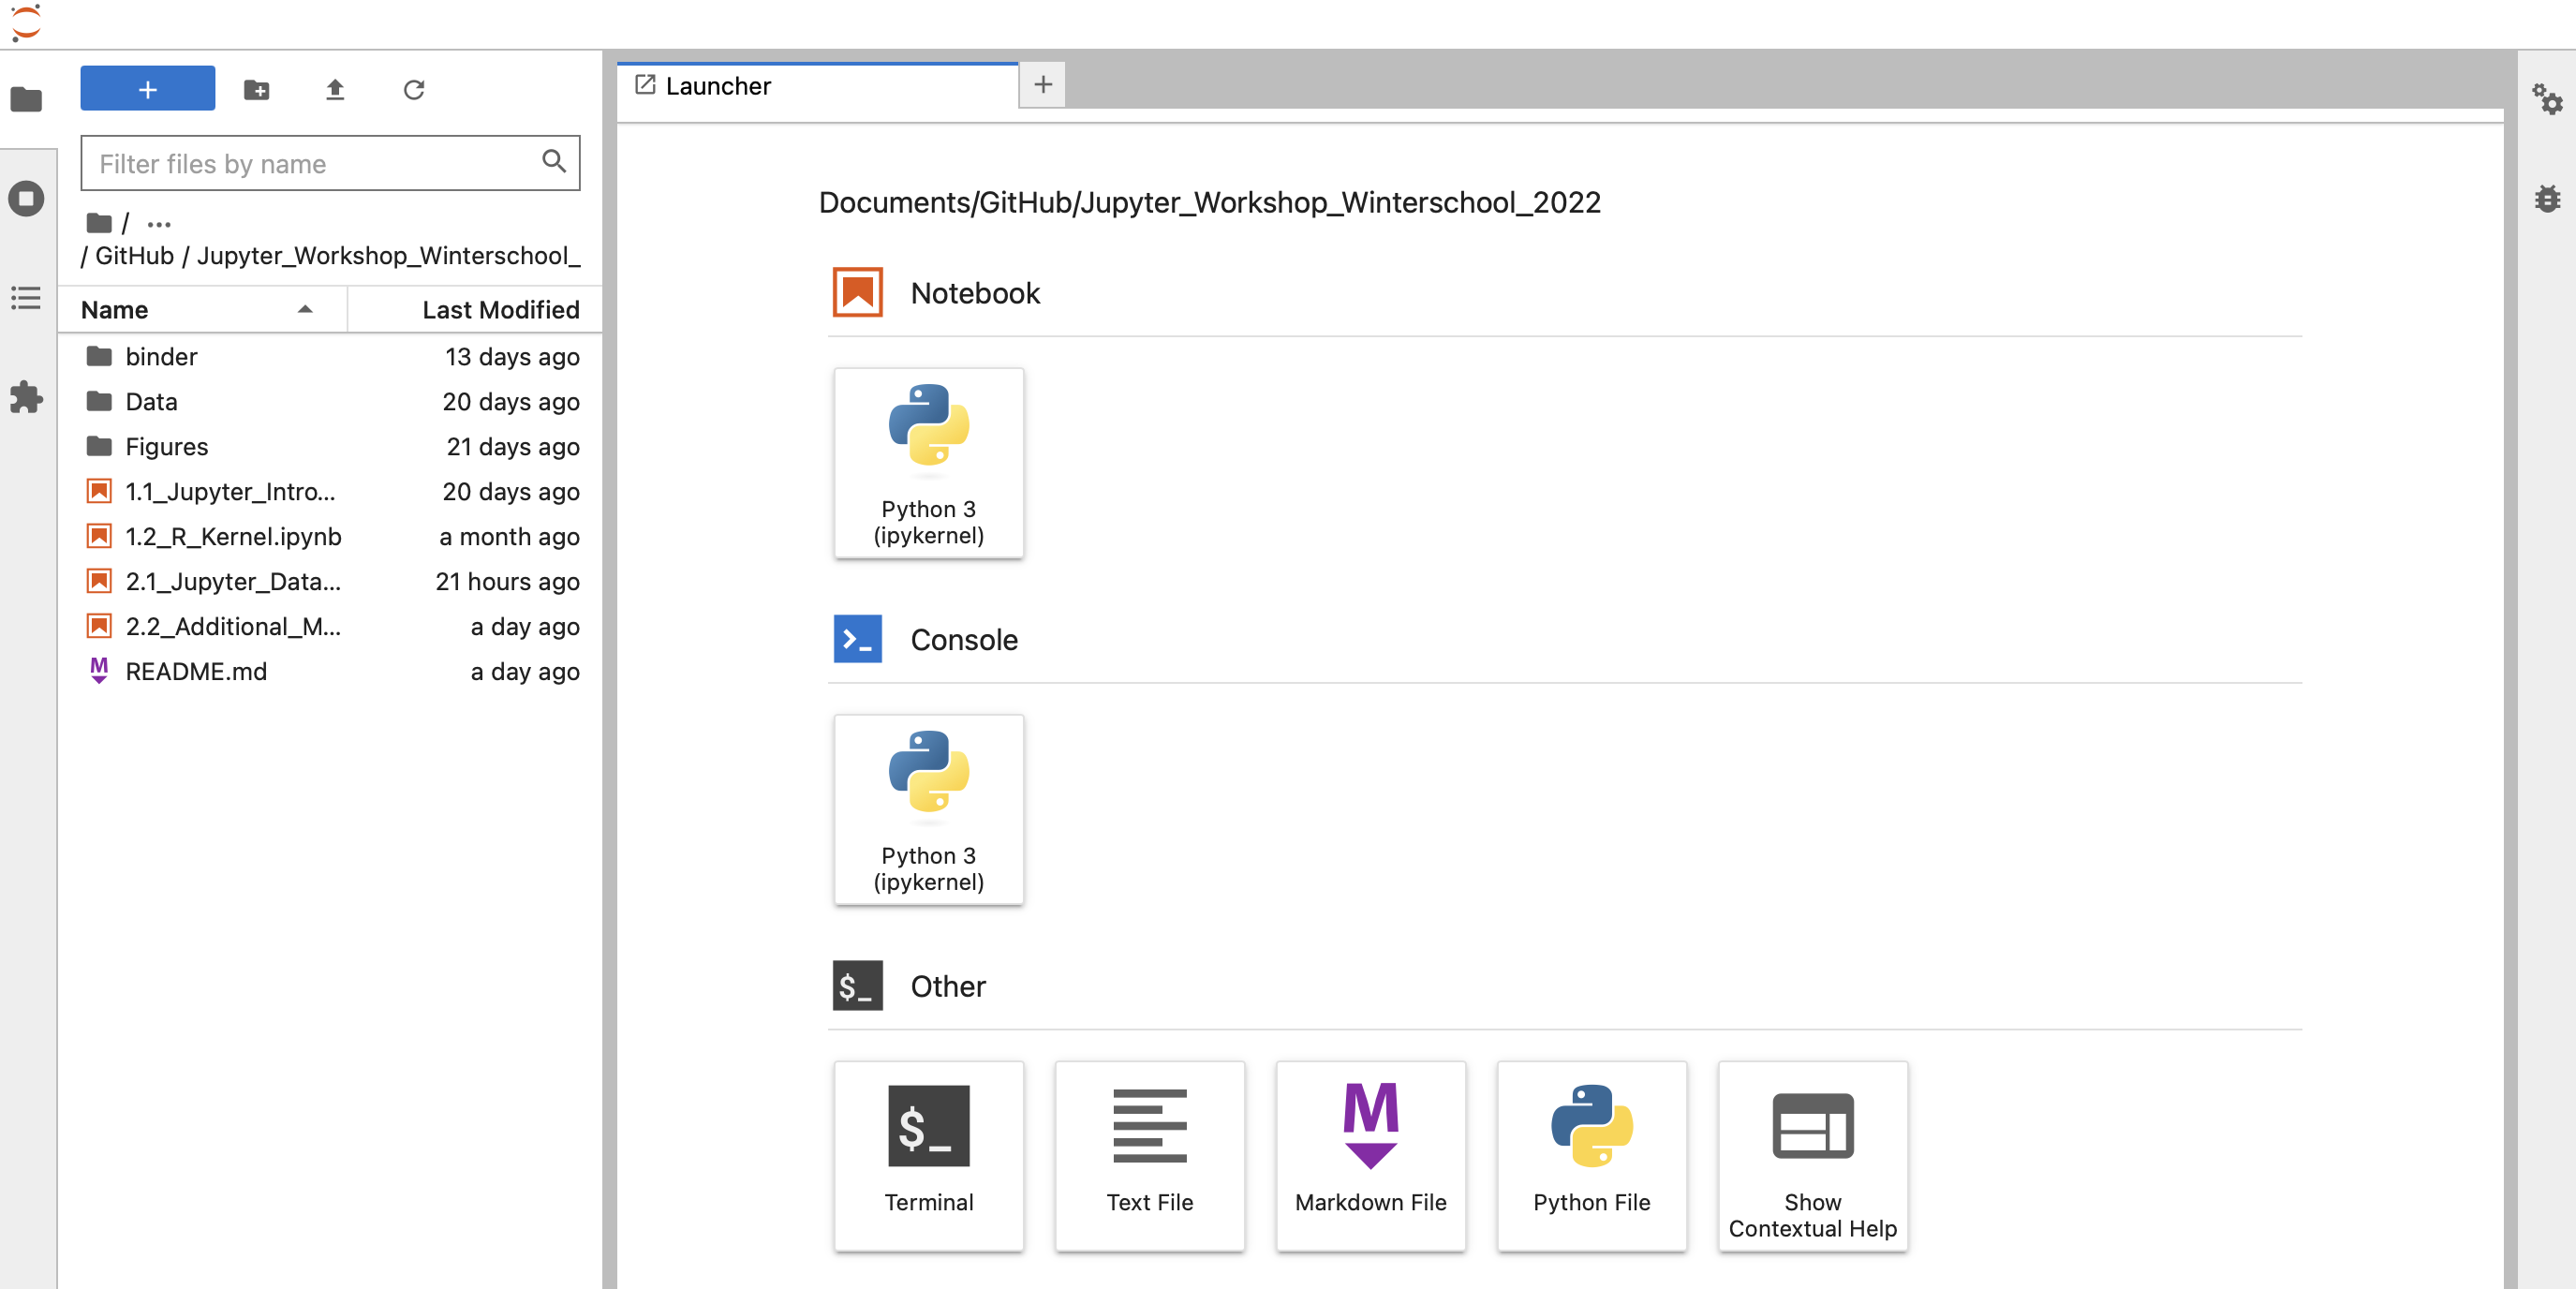 +
Launcher
+
Filter files by name
/ ...
/ GitHub / Jupyter_Workshop_Winterschool_
Name Last Modified
binder 13 days ago
Data 20 days ago
Figures 21 days ago
1.1_Jupyter_Intro... 20 days ago
1.2_R_Kernel.ipynb a month ago
2.1_Jupyter_Data... 21 hours ago
2.2_Additional_M... a day ago
M README.md a day ago
Documents/GitHub/Jupyter_Workshop_Winterschool_2022
Notebook
Python 3
(ipykernel)
>_ Console
Python 3
(ipykernel)
$_ Other
$_
Terminal
Text File
M
Markdown File
Python File
Show
Contextual Help